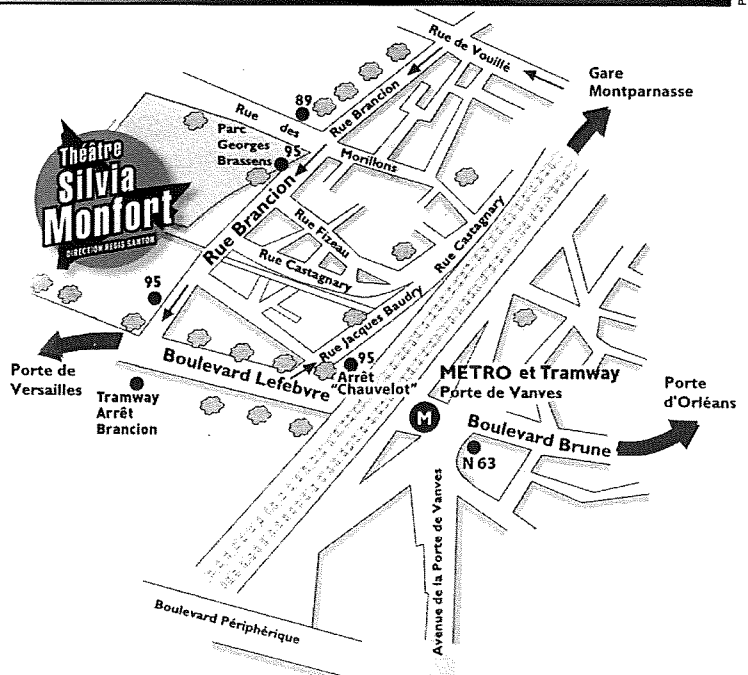 Rue de Vouillé
Gare
Montparnasse
89
Rue Brancion
Rue des
Morillons
Parc
Georges
Brassens
95
Théâtre
Silvia
Monfort
DIRECTION REGIS SANTON
Rue Brancion
Rue Fizeau
Rue Castagnary
Rue Castagnary
95
Rue Jacques Baudry
Porte de
Versailles
Boulevard Lefebvre
95
Arrêt
"Chauvelot"
METRO et Tramway
Porte de Vanves
M
Porte
d'Orléans
Tramway
Arrêt
Brancion
Boulevard Brune
N 63
Avenue de la Porte de Vanves
Boulevard Périphérique